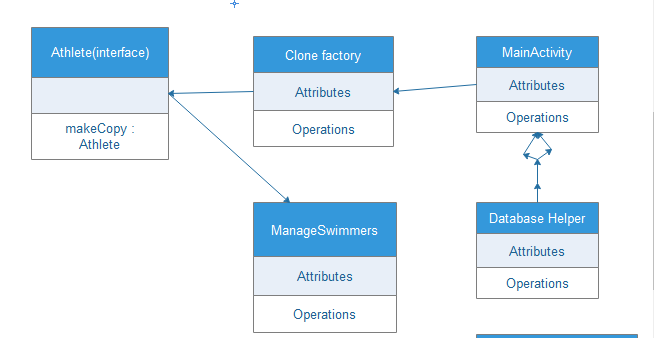 Athlete(interface)
makeCopy :
Athlete
Clone factory
Attributes
Operations
MainActivity
Attributes
Operations
ManageSwimmers
Attributes
Operations
Database Helper
Attributes
Operations